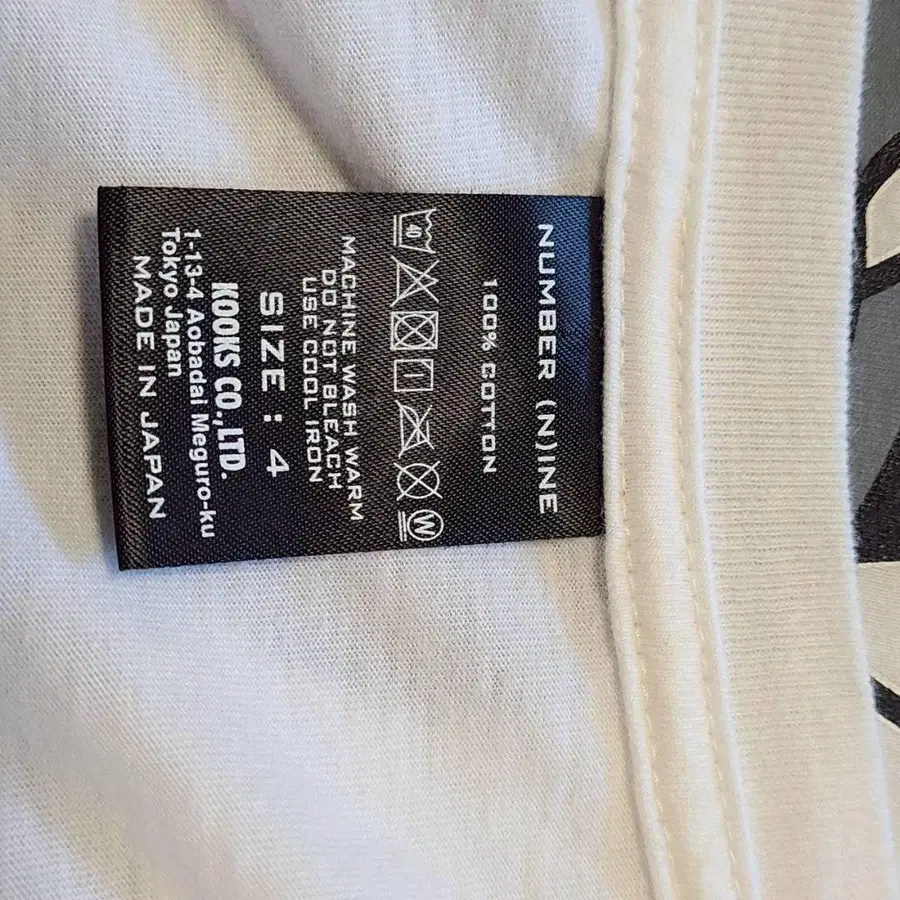 NUMBER (N)INE
100% COTTON
40
W
MACHINE WASH WARM
DO NOT BLEACH
USE COOL IRON
SIZE : 4
KOOKS CO.,LTD.
1-13-4 Aobadai Meguro-ku
Tokyo Japan
MADE IN JAPAN